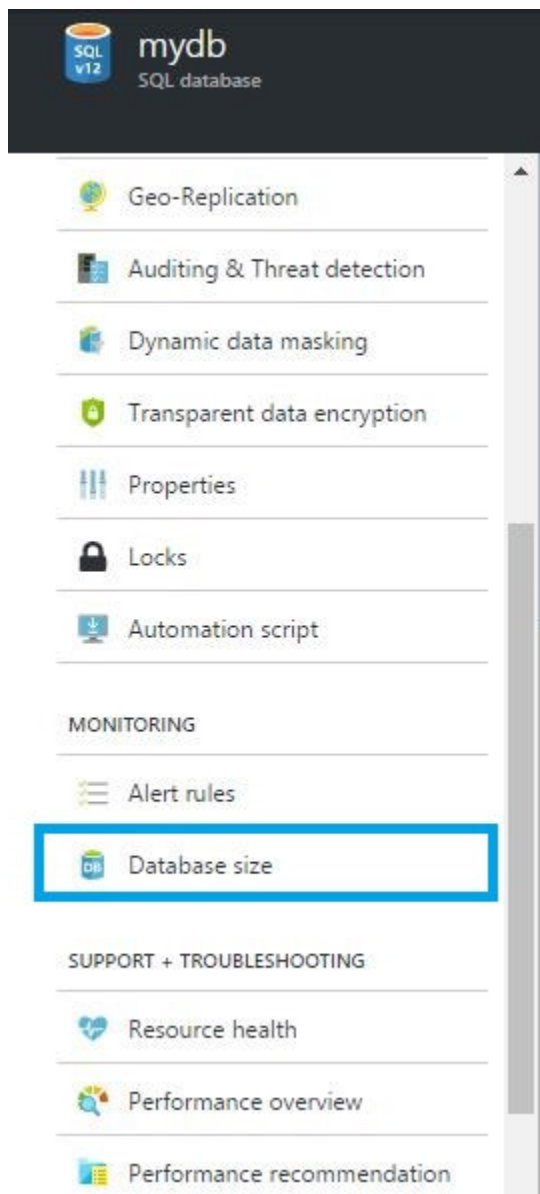 SQL
v12
mydb
SQL database
Geo-Replication
Auditing & Threat detection
Dynamic data masking
Transparent data encryption
Properties
Locks
Automation script
MONITORING
Alert rules
DB
Database size
SUPPORT + TROUBLESHOOTING
Resource health
Performance overview
Performance recommendation